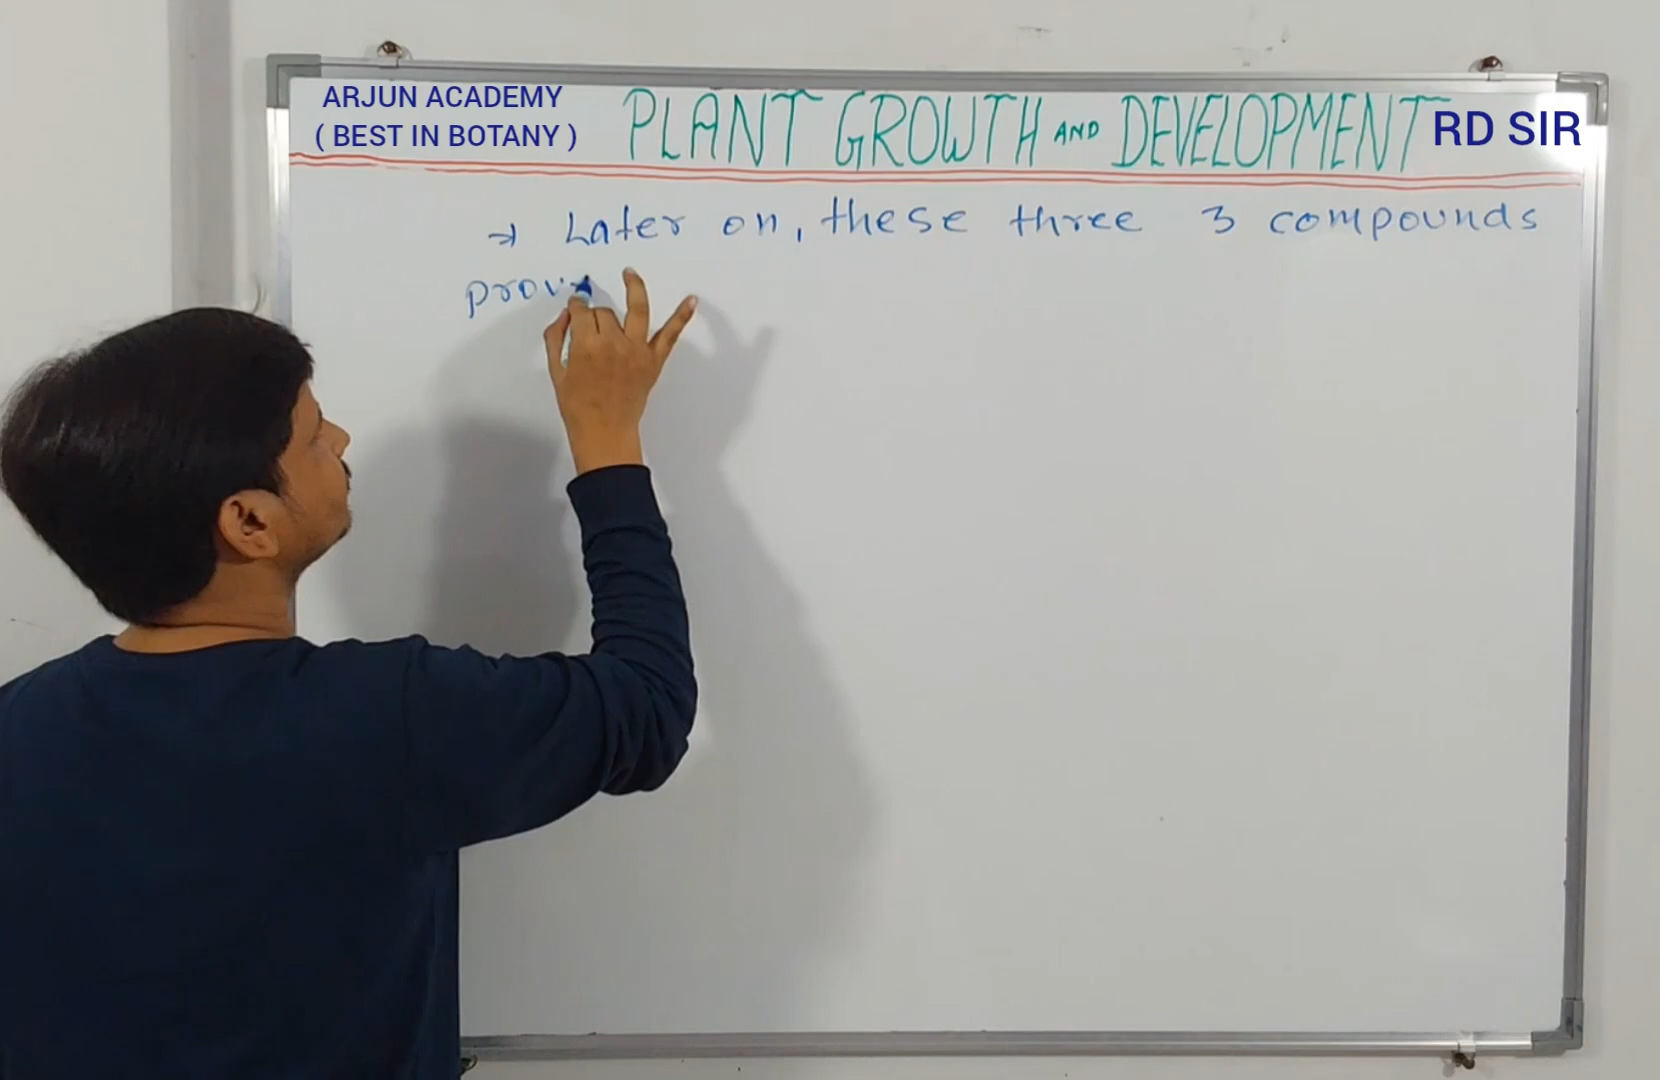 ARJUN ACADEMY
( BEST IN BOTANY )
PLANT GROWTH AND DEVELOPMENT
RD SIR
→ Later on, these three 3 compounds
prov